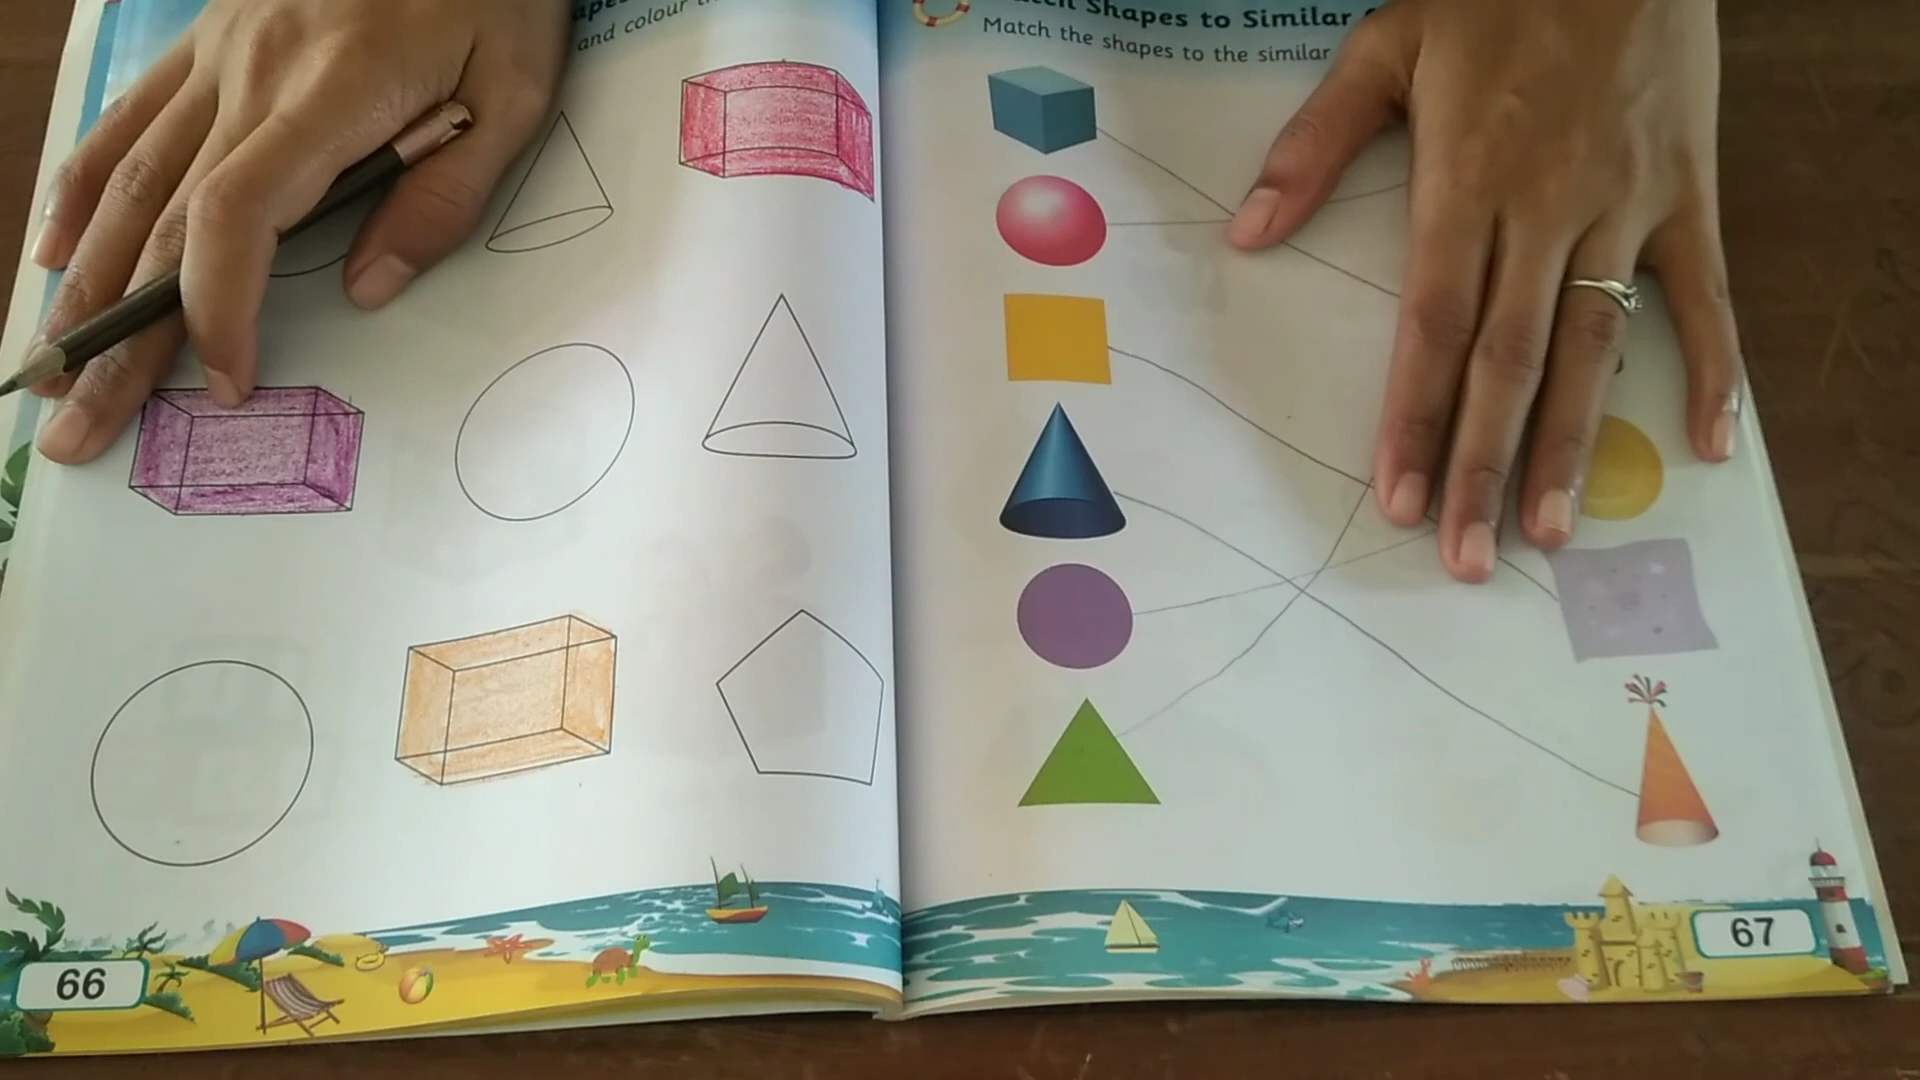 and colour
Shapes to Similar
Match the shapes to the similar
66
67